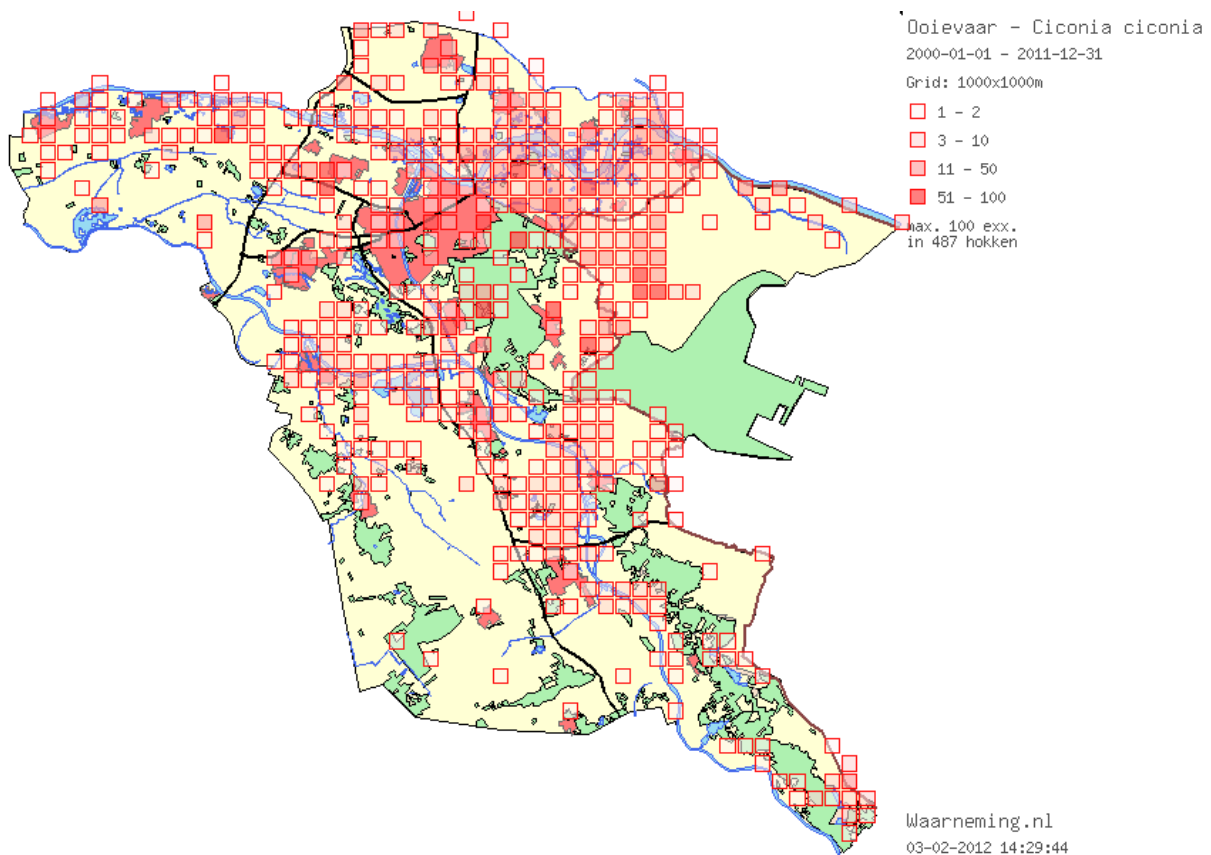 Ooievaar - Ciconia ciconia
2000-01-01 - 2011-12-31
Grid: 1000x1000m
1 - 2
3 - 10
11 - 50
51 - 100
max. 100 exx.
in 487 hokken
Waarneming.nl
03-02-2012 14:29:44